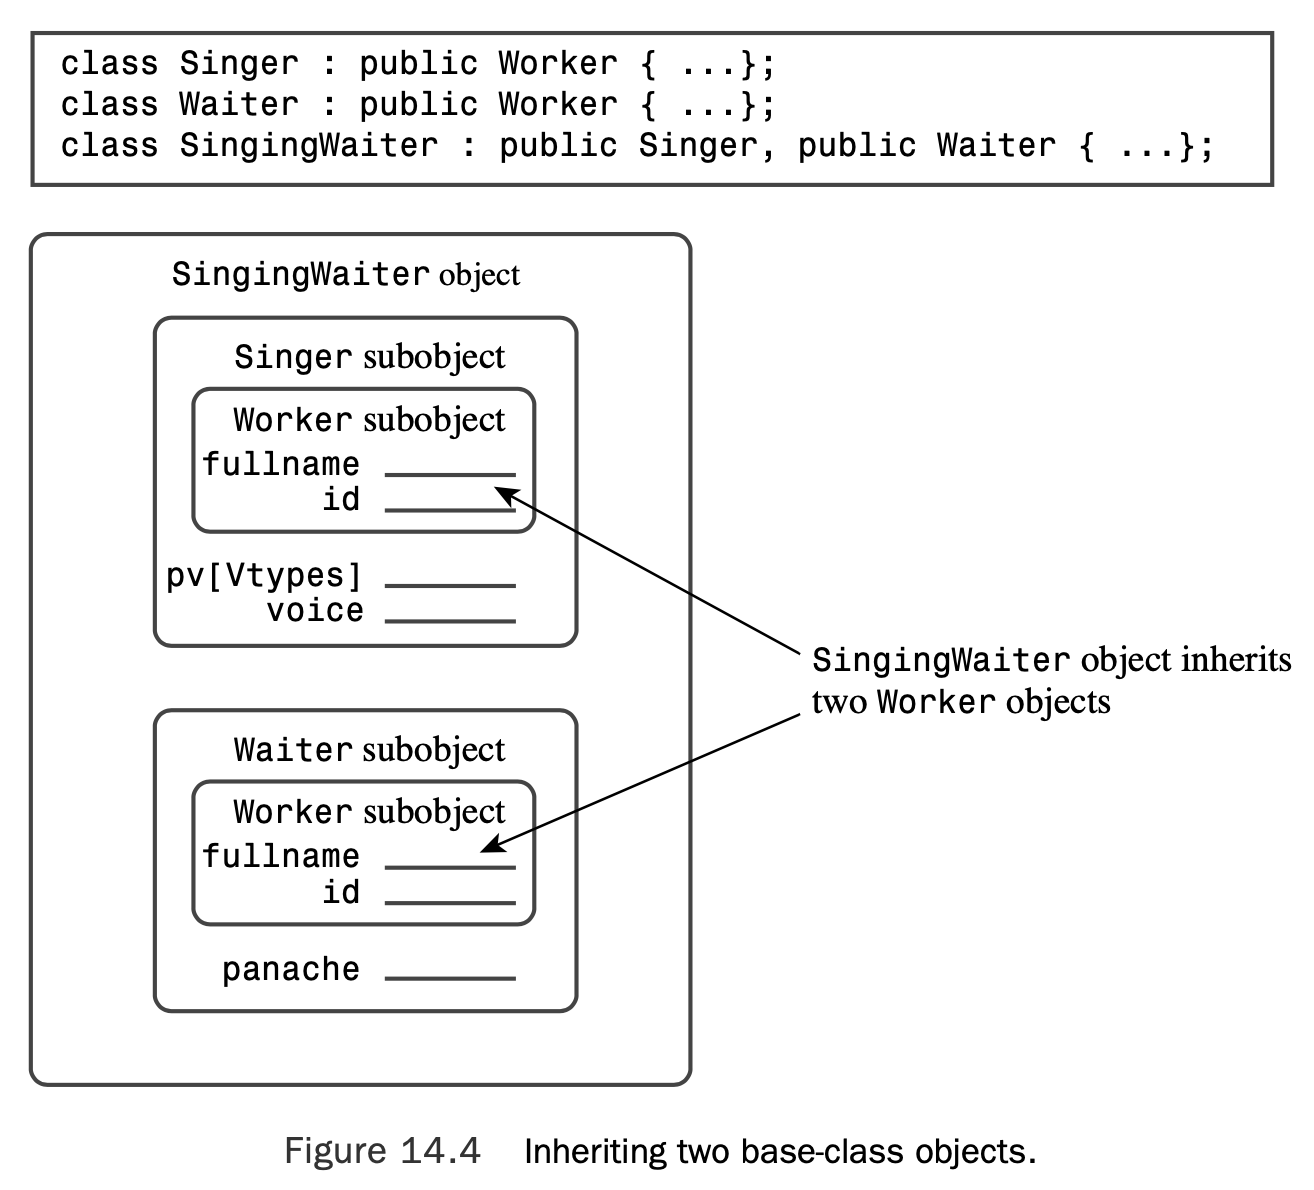 class Singer : public Worker { ...};
class Waiter : public Worker { ...};
class SingingWaiter : public Singer, public Waiter { ...};
SingingWaiter object
Singer subobject
Worker subobject
fullname
id
pv[Vtypes]
voice
SingingWaiter object inherits
two Worker objects
Waiter subobject
Worker subobject
fullname
id
panache
Figure 14.4 Inheriting two base-class objects.